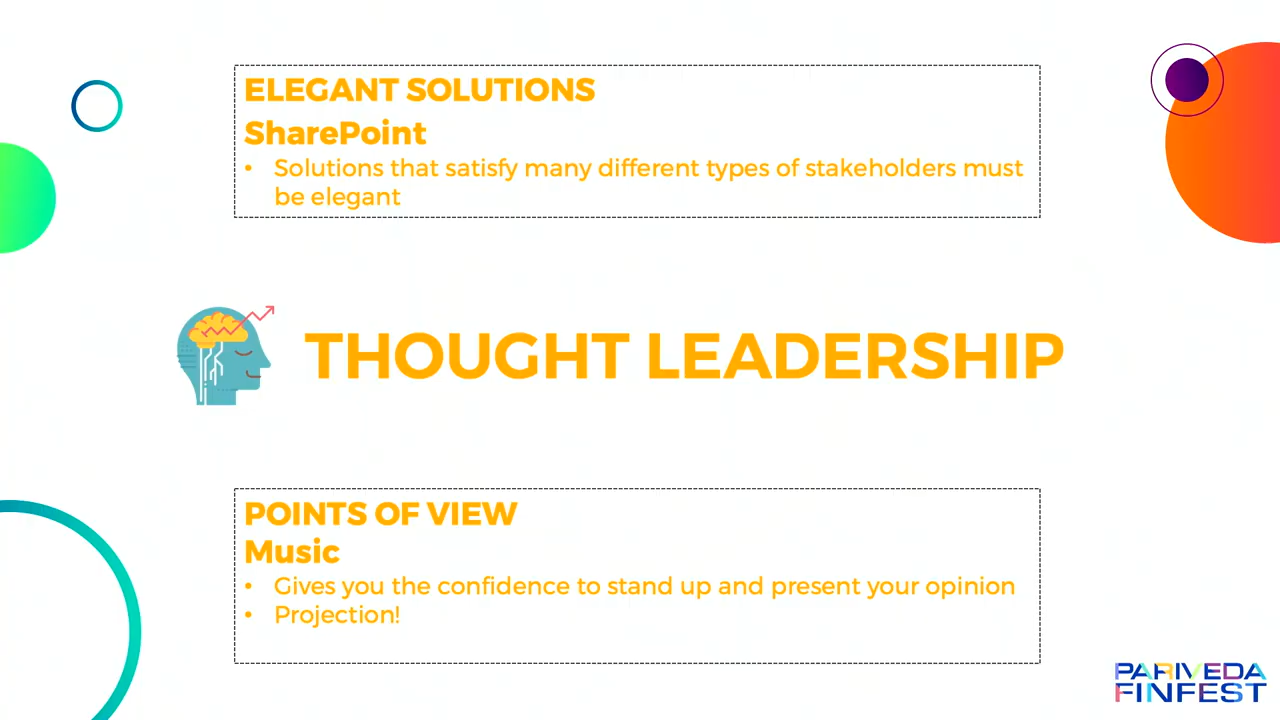 ELEGANT SOLUTIONS
SharePoint
• Solutions that satisfy many different types of stakeholders must
be elegant
THOUGHT LEADERSHIP
POINTS OF VIEW
Music
• Gives you the confidence to stand up and present your opinion
• Projection!
PARIVEDA
FINFEST